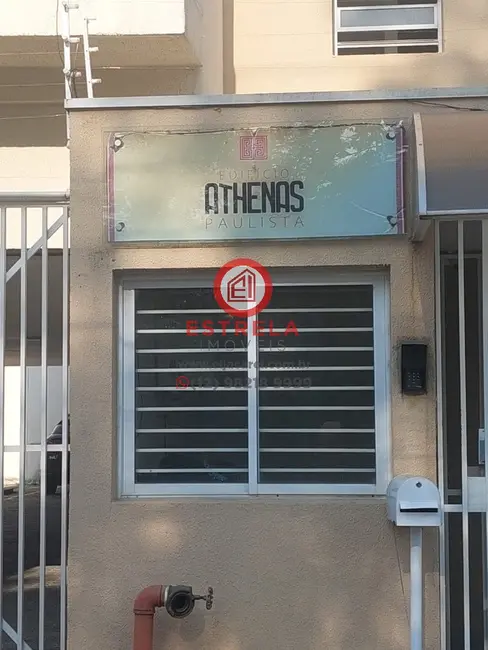 EDIFÍCIO
ATHENAS
PAULISTA
ESTRELA
IMÓVEIS